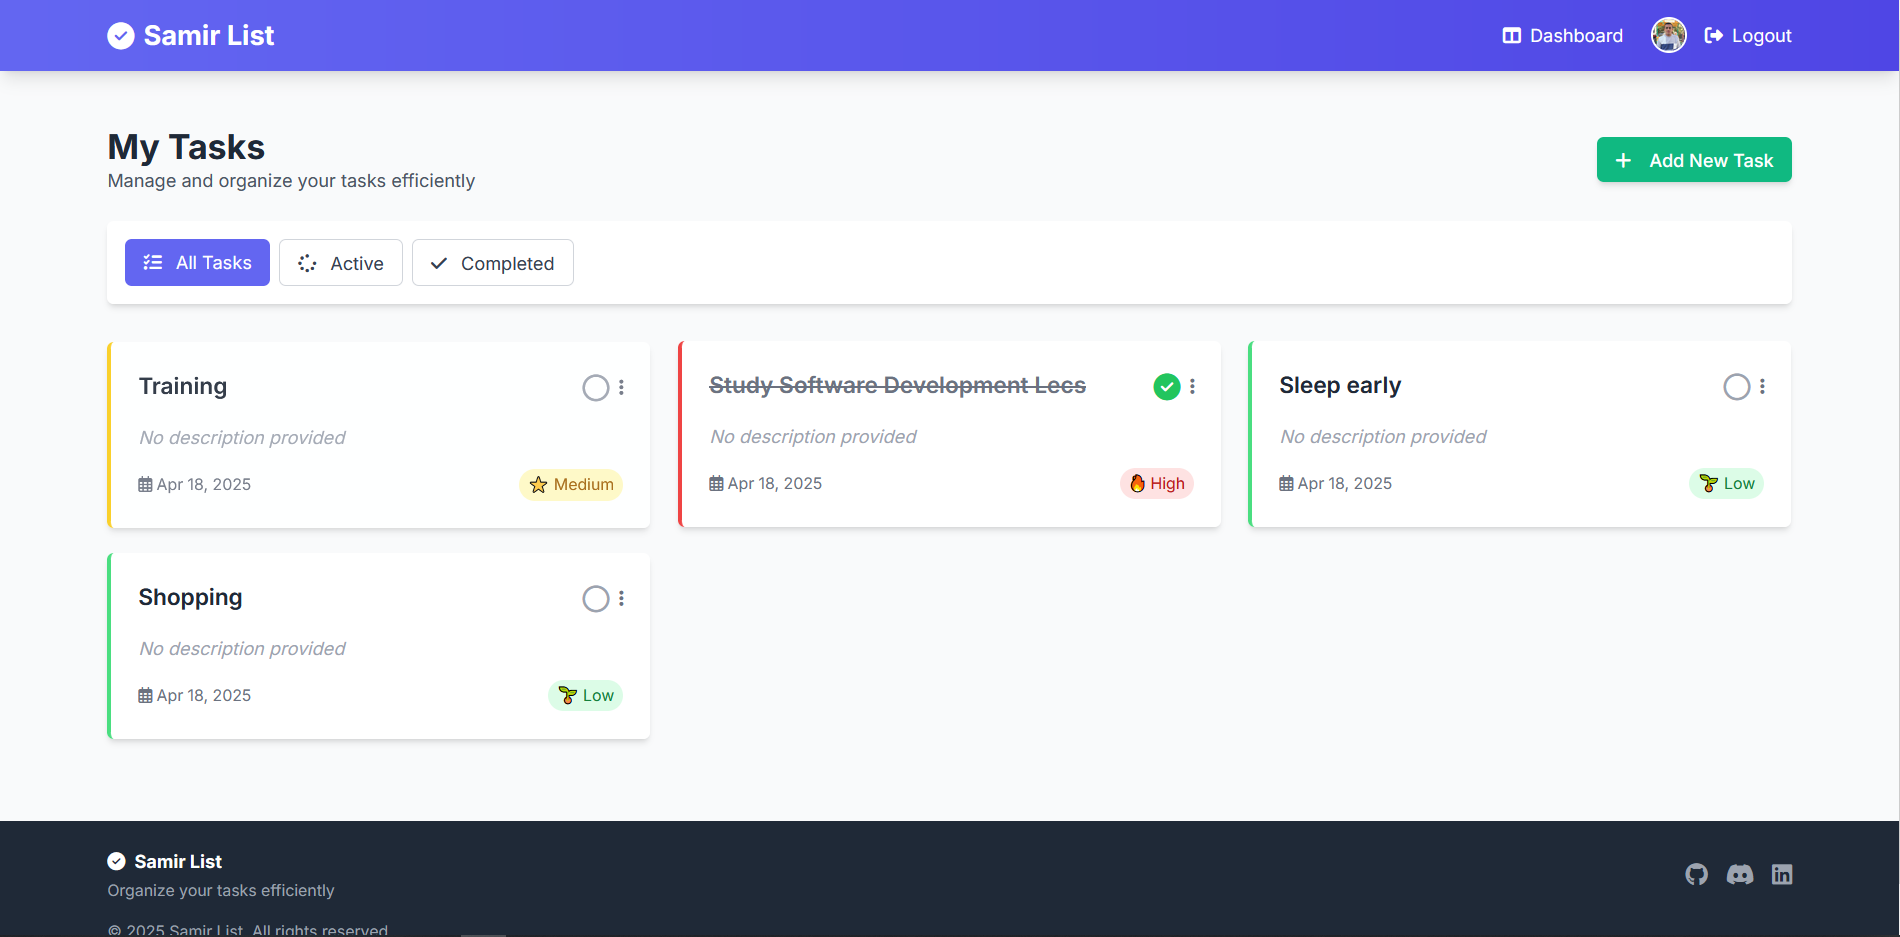 Samir List
Dashboard
Logout
My Tasks
Manage and organize your tasks efficiently
Add New Task
All Tasks
Active
Completed
Training
No description provided
Apr 18, 2025
Medium
Study Software Development Lecs
No description provided
Apr 18, 2025
High
Sleep early
No description provided
Apr 18, 2025
Low
Shopping
No description provided
Apr 18, 2025
Low
Samir List
Organize your tasks efficiently
© 2025 Samir List. All rights reserved.